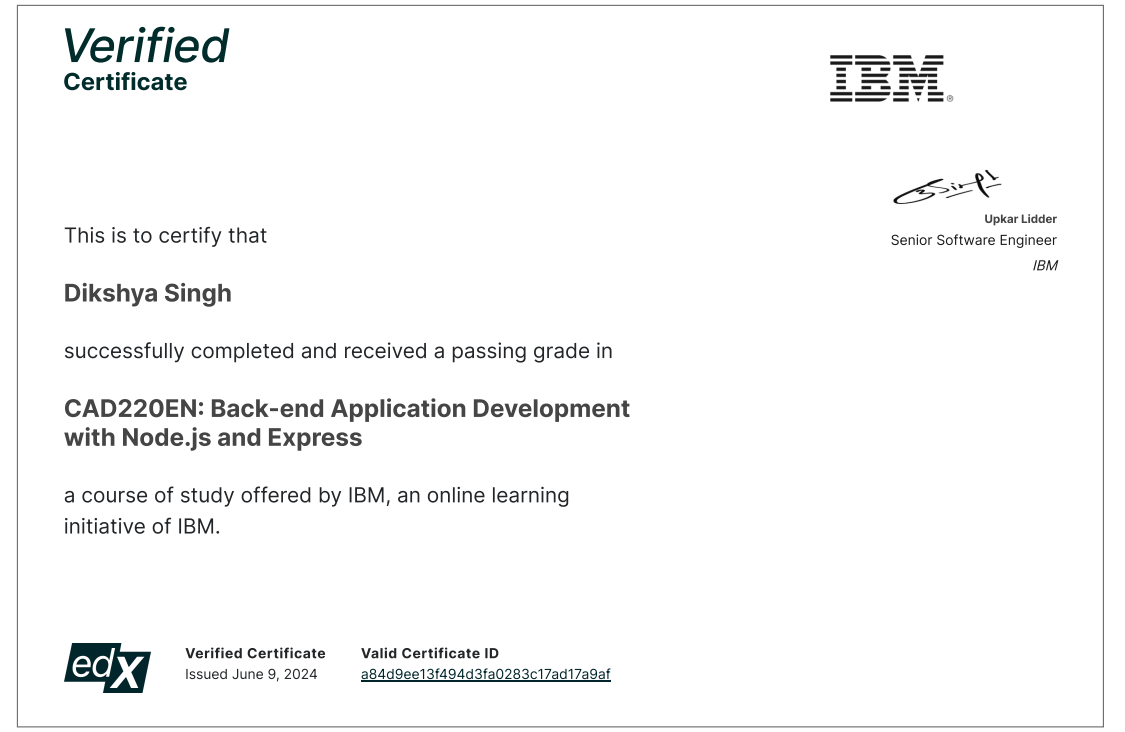 Verified
Certificate
IBM®
Upkar Lidder
Senior Software Engineer
IBM
This is to certify that
Dikshya Singh
successfully completed and received a passing grade in
CAD220EN: Back-end Application Development
with Node.js and Express
a course of study offered by IBM, an online learning
initiative of IBM.
edX
Verified Certificate
Issued June 9, 2024
Valid Certificate ID
a84d9ee13f494d3fa0283c17ad17a9af